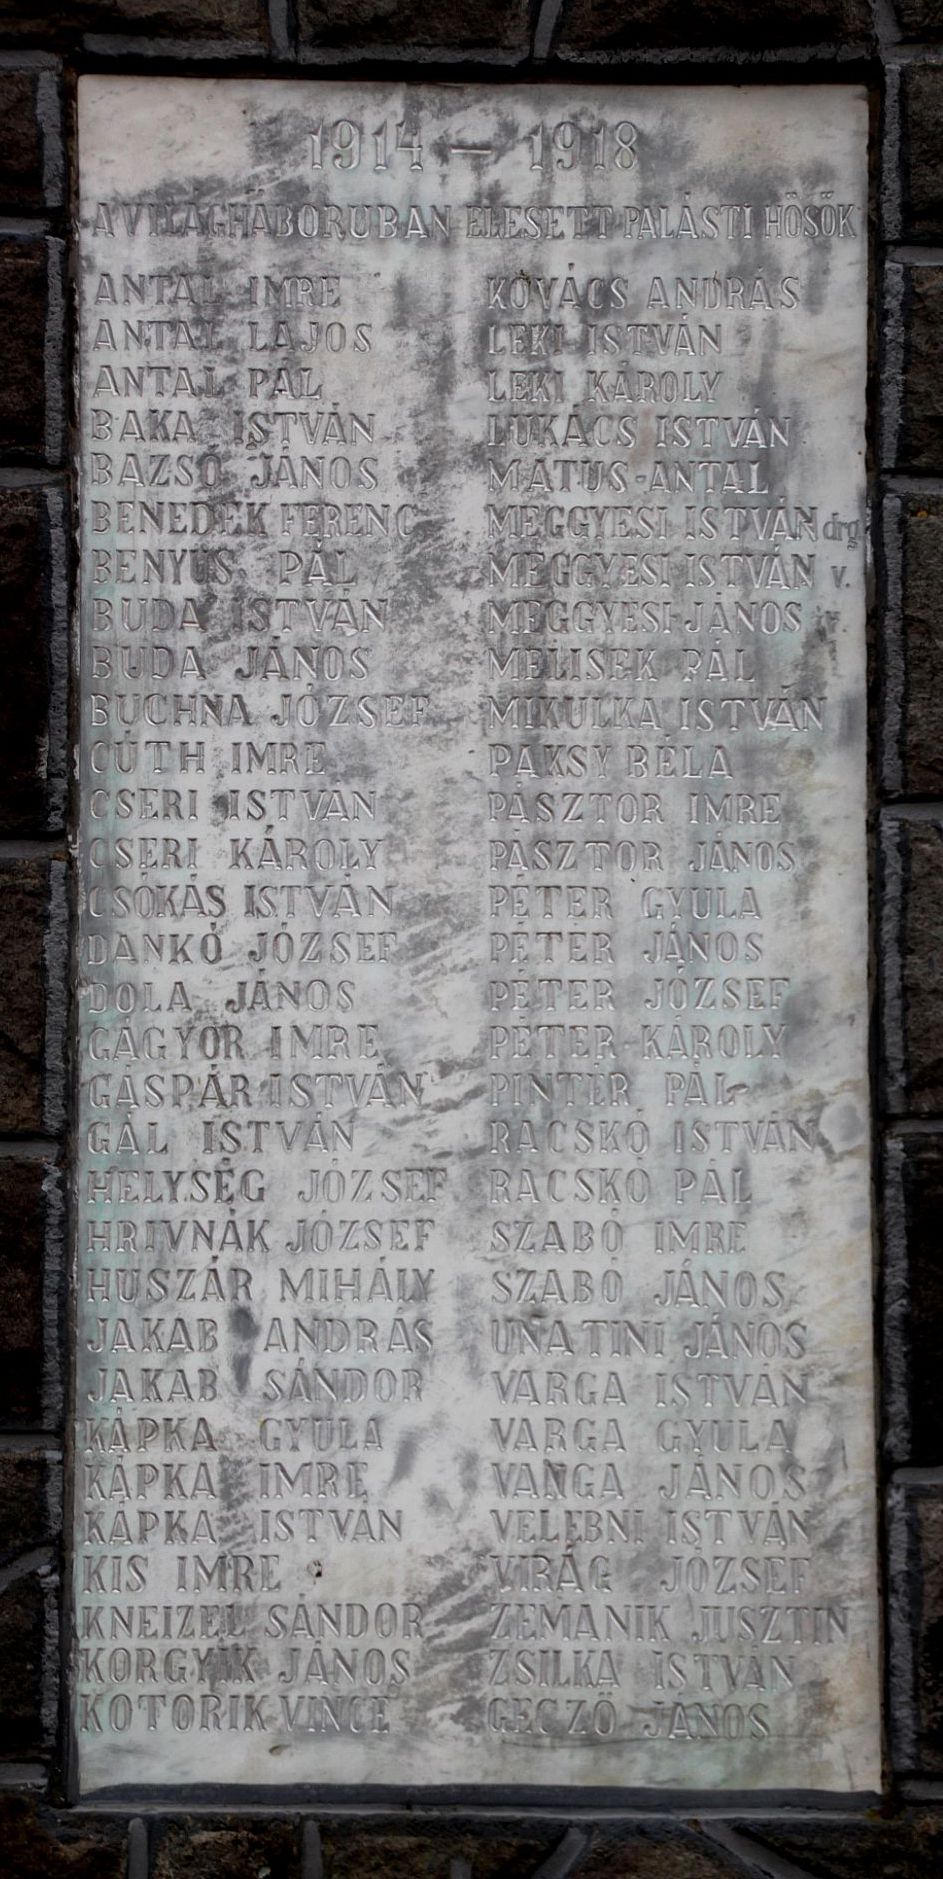 1914 – 1918
A VILÁGHÁBORUBAN ELESETT PALÁSTI HŐSÖK
ANTAL IMRE
ANTAL LAJOS
ANTAL PÁL
BAKA ISTVÁN
BAZSÓ JÁNOS
BENEDEK FERENC
BENYUS PÁL
BUDA ISTVÁN
BUDA JÁNOS
BUCHNA JÓZSEF
CÚTH IMRE
CSERI ISTVÁN
CSERI KÁROLY
CSÓKÁS ISTVÁN
DANKÓ JÓZSEF
DOLA JÁNOS
GÁGYOR IMRE
GÁSPÁR ISTVÁN
GÁL ISTVÁN
HELYSÉG JÓZSEF
HRIVNÁK JÓZSEF
HUSZÁR MIHÁLY
JAKAB ANDRÁS
JAKAB SÁNDOR
KÁPKA GYULA
KÁPKA IMRE
KÁPKA ISTVÁN
KIS IMRE
KNEIZEL SÁNDOR
KORGYIK JÁNOS
KOTORIK VINCE
KOVÁCS ANDRÁS
LEKI ISTVÁN
LEKI KÁROLY
LUKÁCS ISTVÁN
MATUS ANTAL
MEGGYESI ISTVÁN drg.
MEGGYESI ISTVÁN v.
MEGGYESI JÁNOS v.
MELISEK PÁL
MIKULKA ISTVÁN
PAKSY BÉLA
PÁSZTOR IMRE
PÁSZTOR JÁNOS
PÉTER GYULA
PÉTER JÁNOS
PÉTER JÓZSEF
PÉTER KÁROLY
PINTÉR PÁL
RACSKÓ ISTVÁN
RACSKÓ PÁL
SZABÓ IMRE
SZABÓ JÁNOS
UNATINI JÁNOS
VARGA ISTVÁN
VARGA GYULA
VANGA JÁNOS
VELEBNI ISTVÁN
VIRÁG JÓZSEF
ZEMANIK JUSZTIN
ZSILKA ISTVÁN
GECZŐ JÁNOS